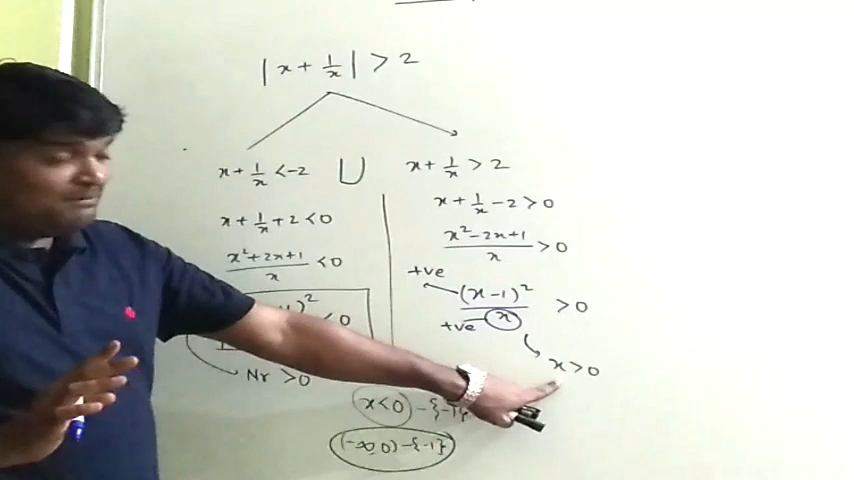 |x + 1/x| > 2
x + 1/x < -2 ∪ x + 1/x > 2
x + 1/x + 2 < 0
(x² + 2x + 1)/x < 0
Nr > 0
x < 0 - {-1}
(-∞, 0) - {-1}
x + 1/x - 2 > 0
(x² - 2x + 1)/x > 0
+ve (x - 1)²/x > 0
+ve
x > 0